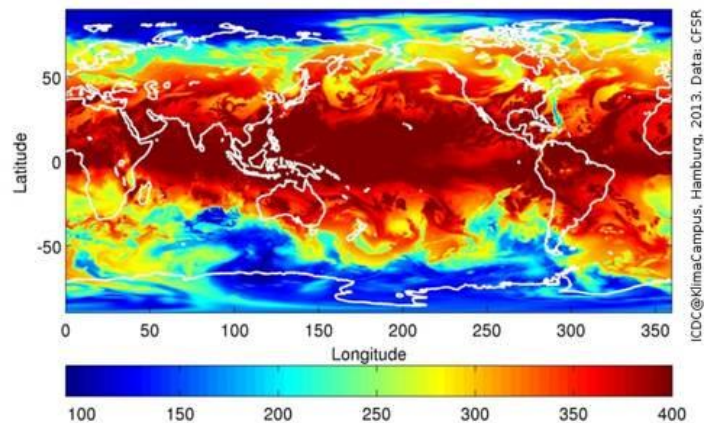 50
0
-50
Latitude
0 50 100 150 200 250 300 350
Longitude
100 150 200 250 300 350 400
ICDC@KlimaCampus, Hamburg, 2013. Data: CFSR